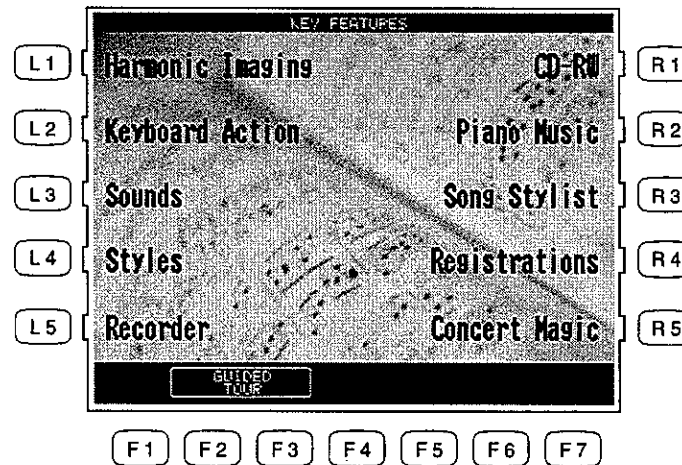 KEY FEATURES
L1 Harmonic Imaging CD-RW R1
L2 Keyboard Action Piano Music R2
L3 Sounds Song Stylist R3
L4 Styles Registrations R4
L5 Recorder Concert Magic R5
GUIDED
TOUR
F1 F2 F3 F4 F5 F6 F7